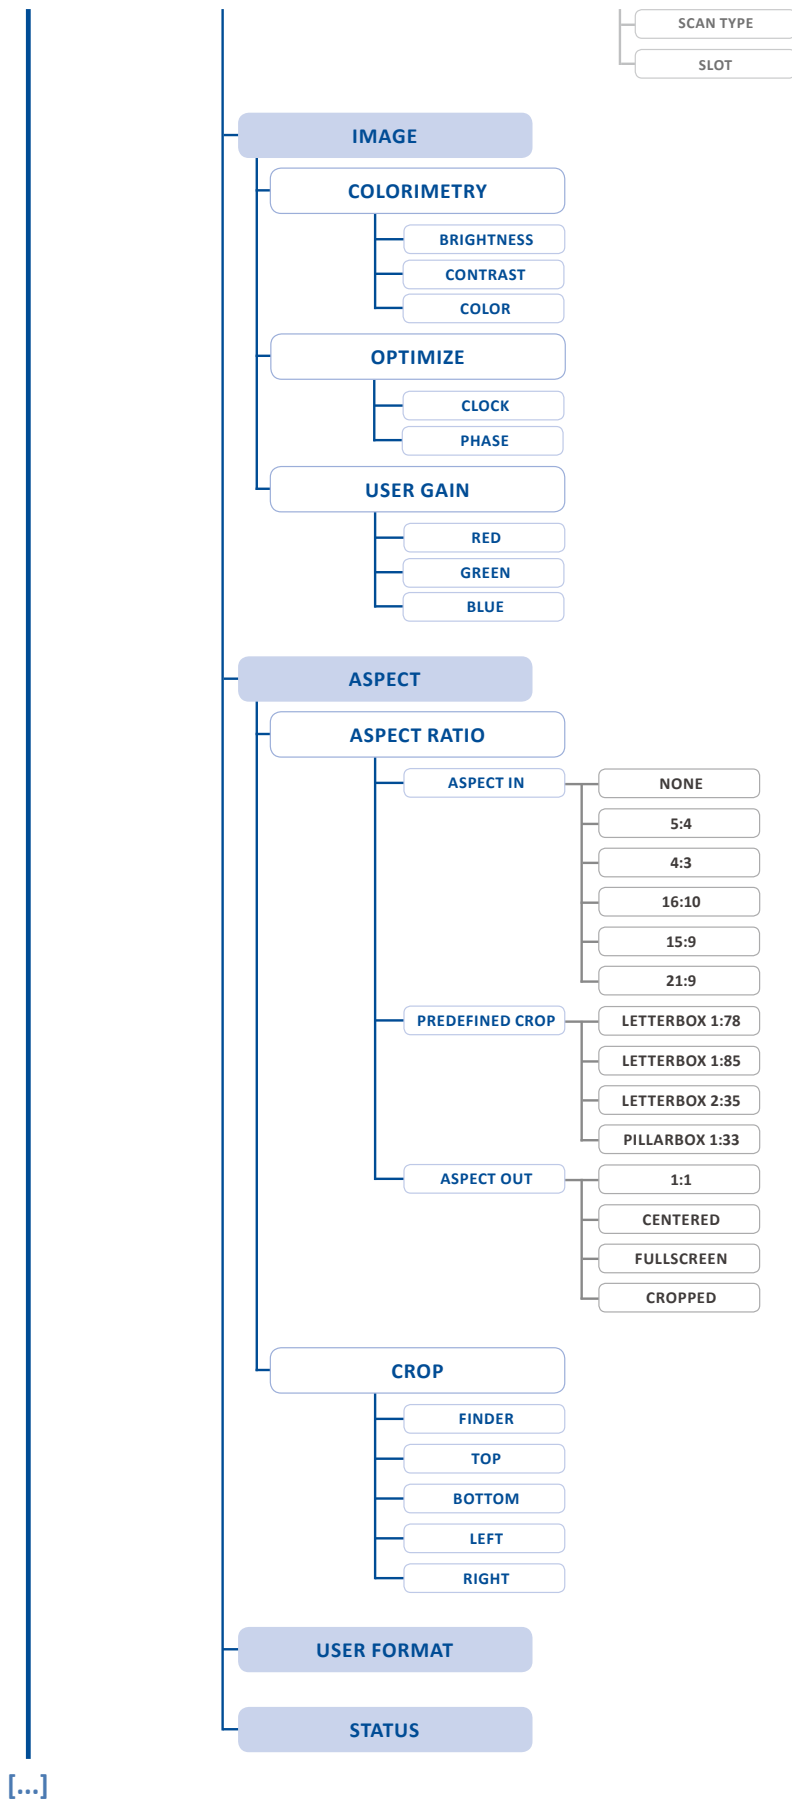 SCAN TYPE
SLOT
IMAGE
COLORIMETRY
BRIGHTNESS
CONTRAST
COLOR
OPTIMIZE
CLOCK
PHASE
USER GAIN
RED
GREEN
BLUE
ASPECT
ASPECT RATIO
ASPECT IN
NONE
5:4
4:3
16:10
15:9
21:9
PREDEFINED CROP
LETTERBOX 1:78
LETTERBOX 1:85
LETTERBOX 2:35
PILLARBOX 1:33
ASPECT OUT
1:1
CENTERED
FULLSCREEN
CROPPED
CROP
FINDER
TOP
BOTTOM
LEFT
RIGHT
USER FORMAT
STATUS
[...]